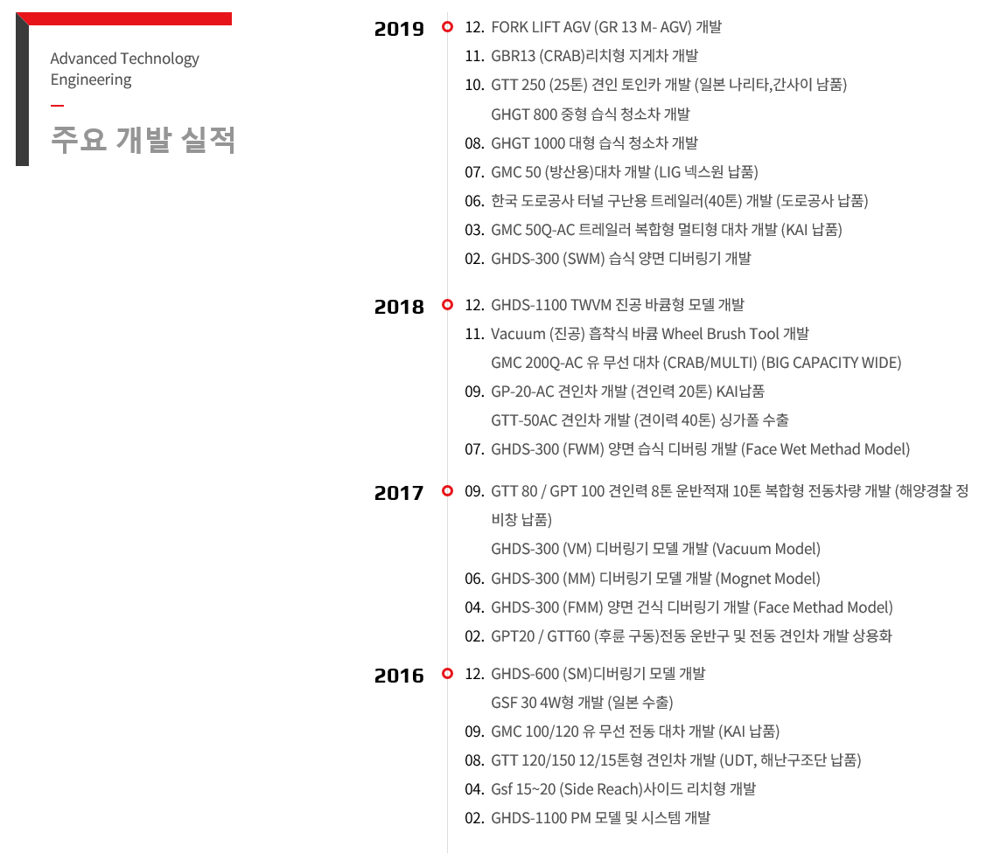 Advanced Technology
Engineering
주요 개발 실적
2019
12. FORK LIFT AGV (GR 13 M- AGV) 개발
11. GBR13 (CRAB)리치형 지게차 개발
10. GTT 250 (25톤) 견인 토인카 개발 (일본 나리타,간사이 남품)
GHGT 800 중형 습식 청소차 개발
08. GHGT 1000 대형 습식 청소차 개발
07. GMC 50 (방산용)대차 개발 (LIG 넥스원 납품)
06. 한국 도로공사 터널 구난용 트레일러(40톤) 개발 (도로공사 납품)
03. GMC 50Q-AC 트레일러 복합형 멀티형 대차 개발 (KAI 납품)
02. GHDS-300 (SWM) 습식 양면 디버링기 개발
2018
12. GHDS-1100 TWVM 진공 바큠형 모델 개발
11. Vacuum (진공) 흡착식 바큠 Wheel Brush Tool 개발
GMC 200Q-AC 유 무선 대차 (CRAB/MULTI) (BIG CAPACITY WIDE)
09. GP-20-AC 견인차 개발 (견인력 20톤) KAI납품
GTT-50AC 견인차 개발 (견이력 40톤) 싱가폴 수출
07. GHDS-300 (FWM) 양면 습식 디버링 개발 (Face Wet Methad Model)
2017
09. GTT 80 / GPT 100 견인력 8톤 운반적재 10톤 복합형 전동차량 개발 (해양경찰 정
비창 납품)
GHDS-300 (VM) 디버링기 모델 개발 (Vacuum Model)
06. GHDS-300 (MM) 디버링기 모델 개발 (Mognet Model)
04. GHDS-300 (FMM) 양면 건식 디버링기 개발 (Face Methad Model)
02. GPT20 / GTT60 (후륜 구동)전동 운반구 및 전동 견인차 개발 상용화
2016
12. GHDS-600 (SM)디버링기 모델 개발
GSF 30 4W형 개발 (일본 수출)
09. GMC 100/120 유 무선 전동 대차 개발 (KAI 납품)
08. GTT 120/150 12/15톤형 견인차 개발 (UDT, 해난구조단 납품)
04. Gsf 15~20 (Side Reach)사이드 리치형 개발
02. GHDS-1100 PM 모델 및 시스템 개발